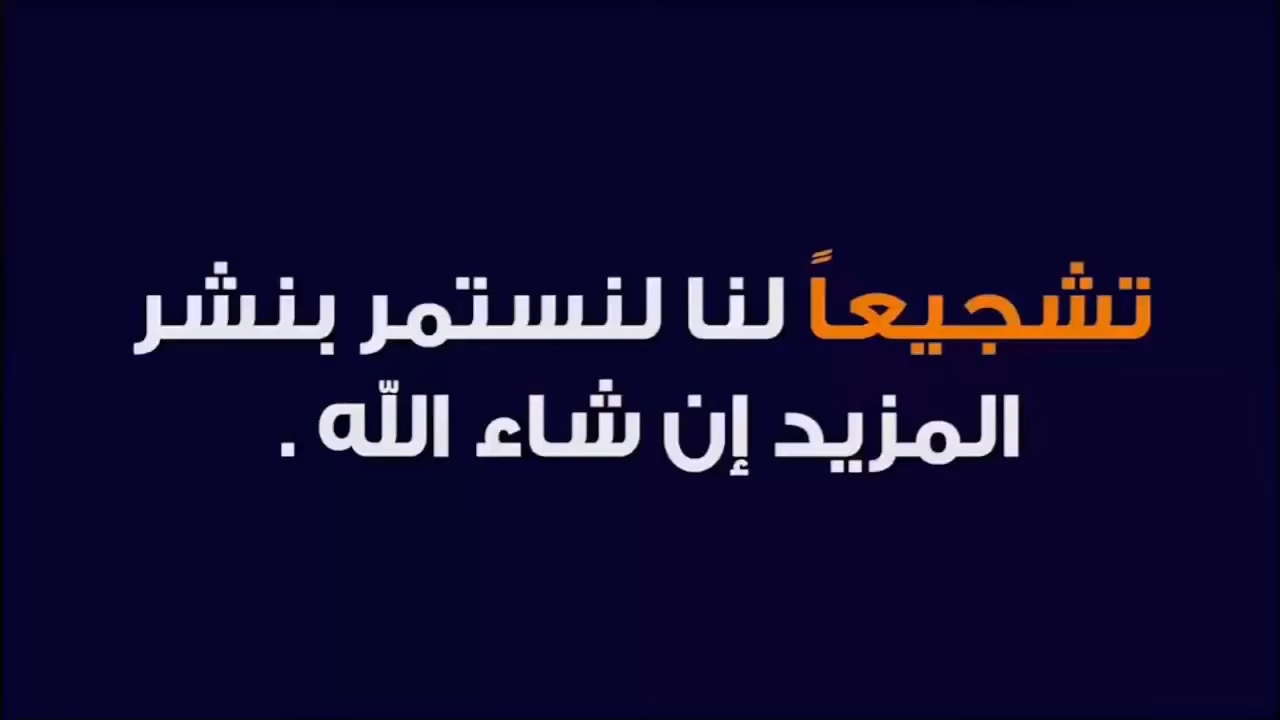 تشجيعاً لنا لنستمر بنشر
المزيد إن شاء اللّه .